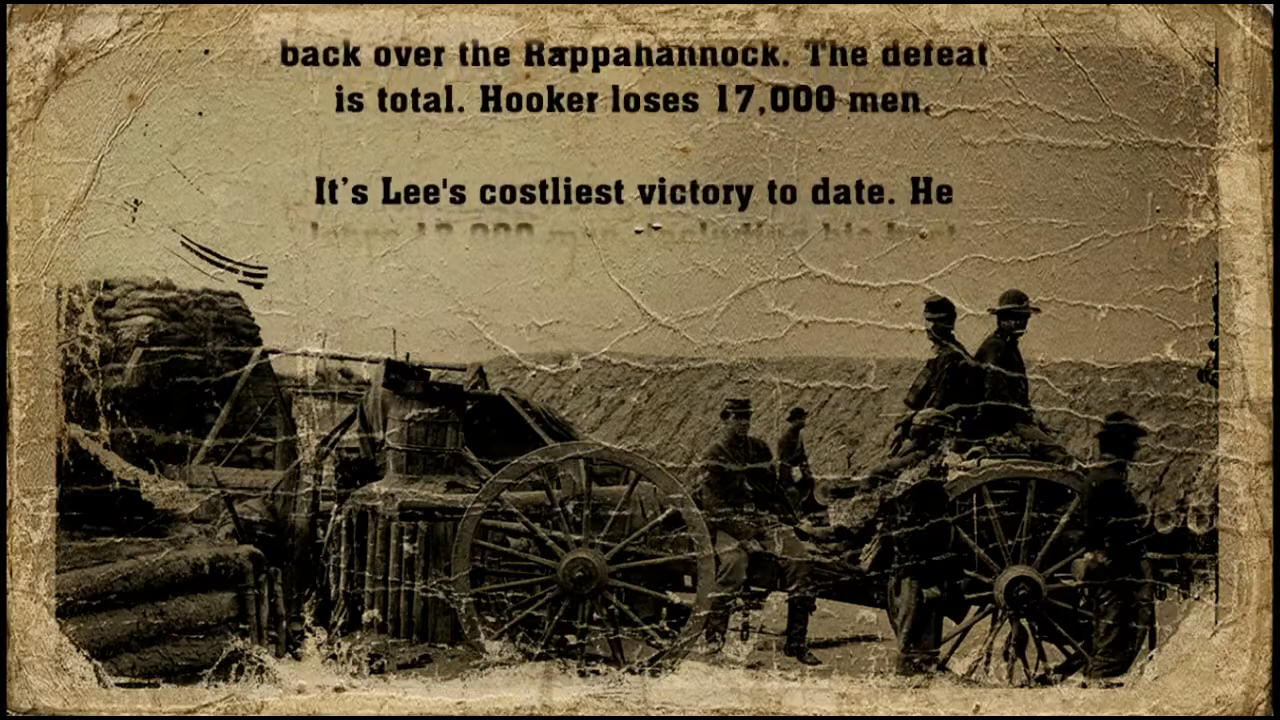 back over the Rappahannock. The defeat
is total. Hooker loses 17,000 men.
It’s Lee's costliest victory to date. He